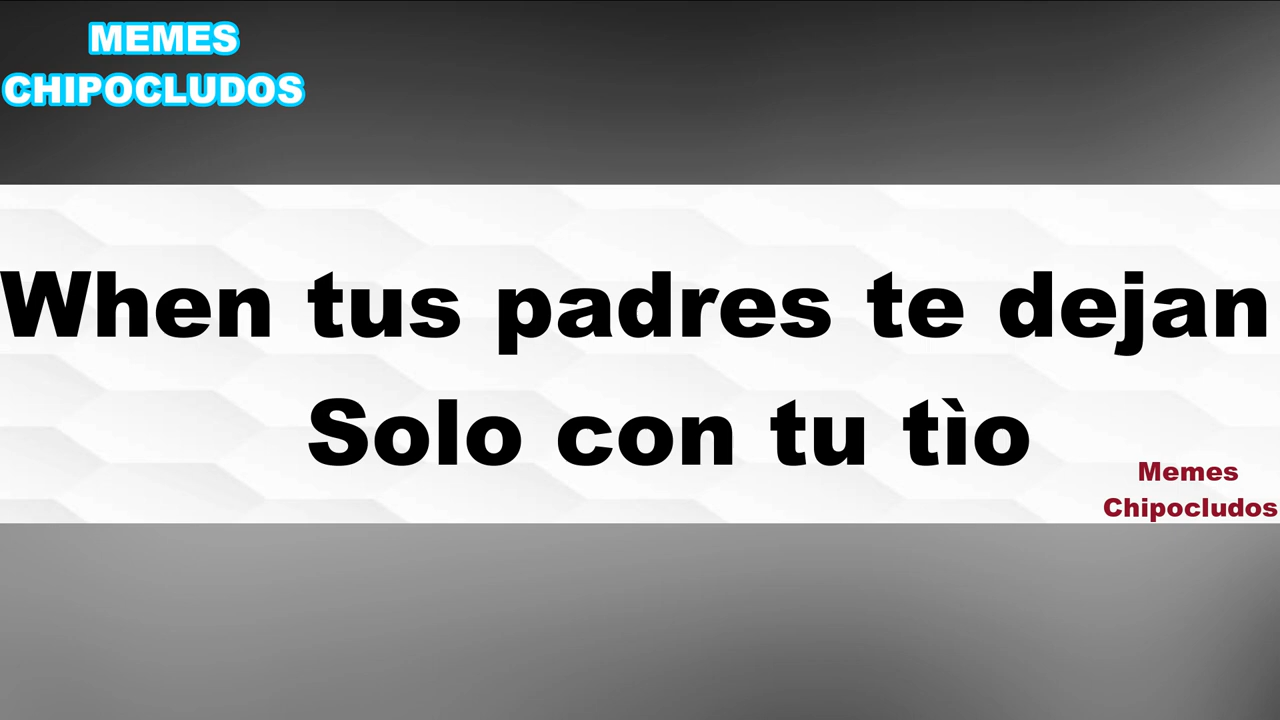 MEMES
CHIPOCLUDOS
When tus padres te dejan
Solo con tu tìo
Memes
Chipocludos